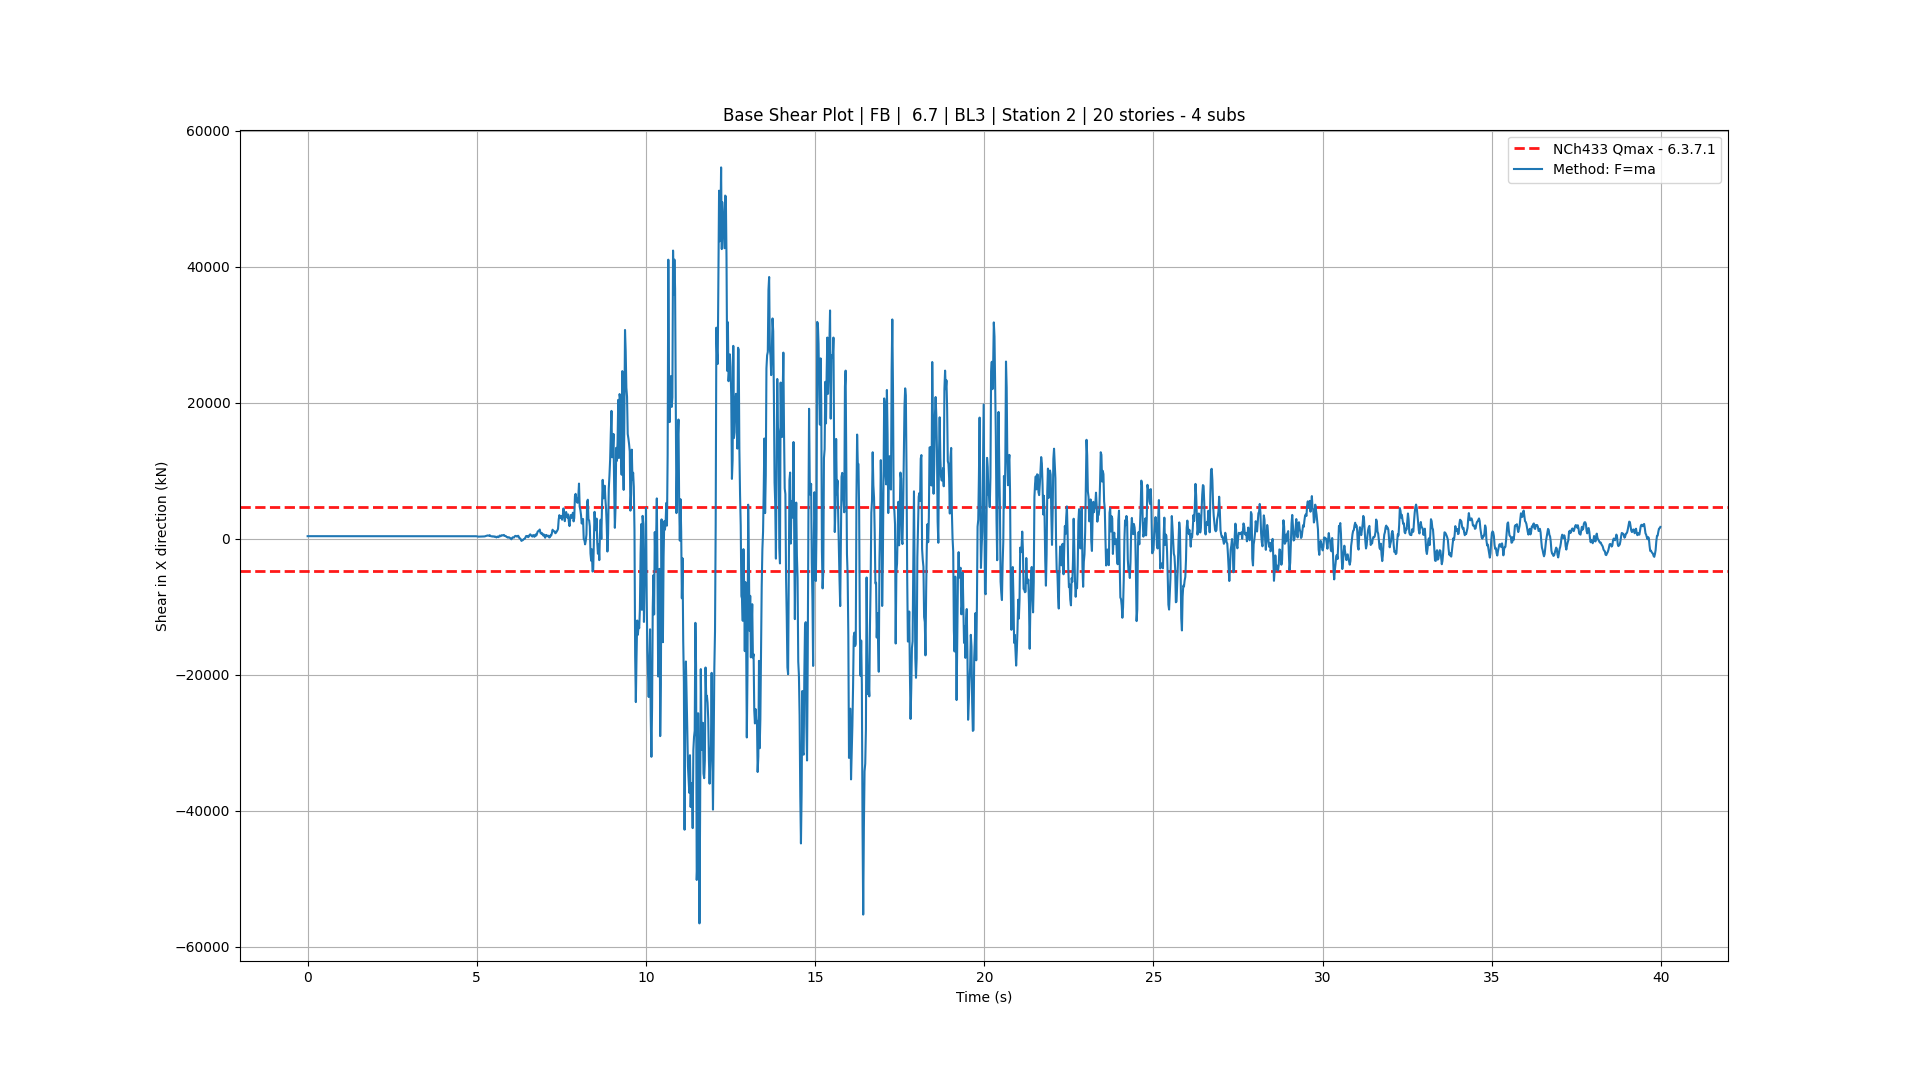 Base Shear Plot | FB |  6.7 | BL3 | Station 2 | 20 stories - 4 subs
NCh433 Qmax - 6.3.7.1
Method: F=ma
60000
40000
20000
0
−20000
−40000
−60000
Shear in X direction (kN)
0 5 10 15 20 25 30 35 40
Time (s)